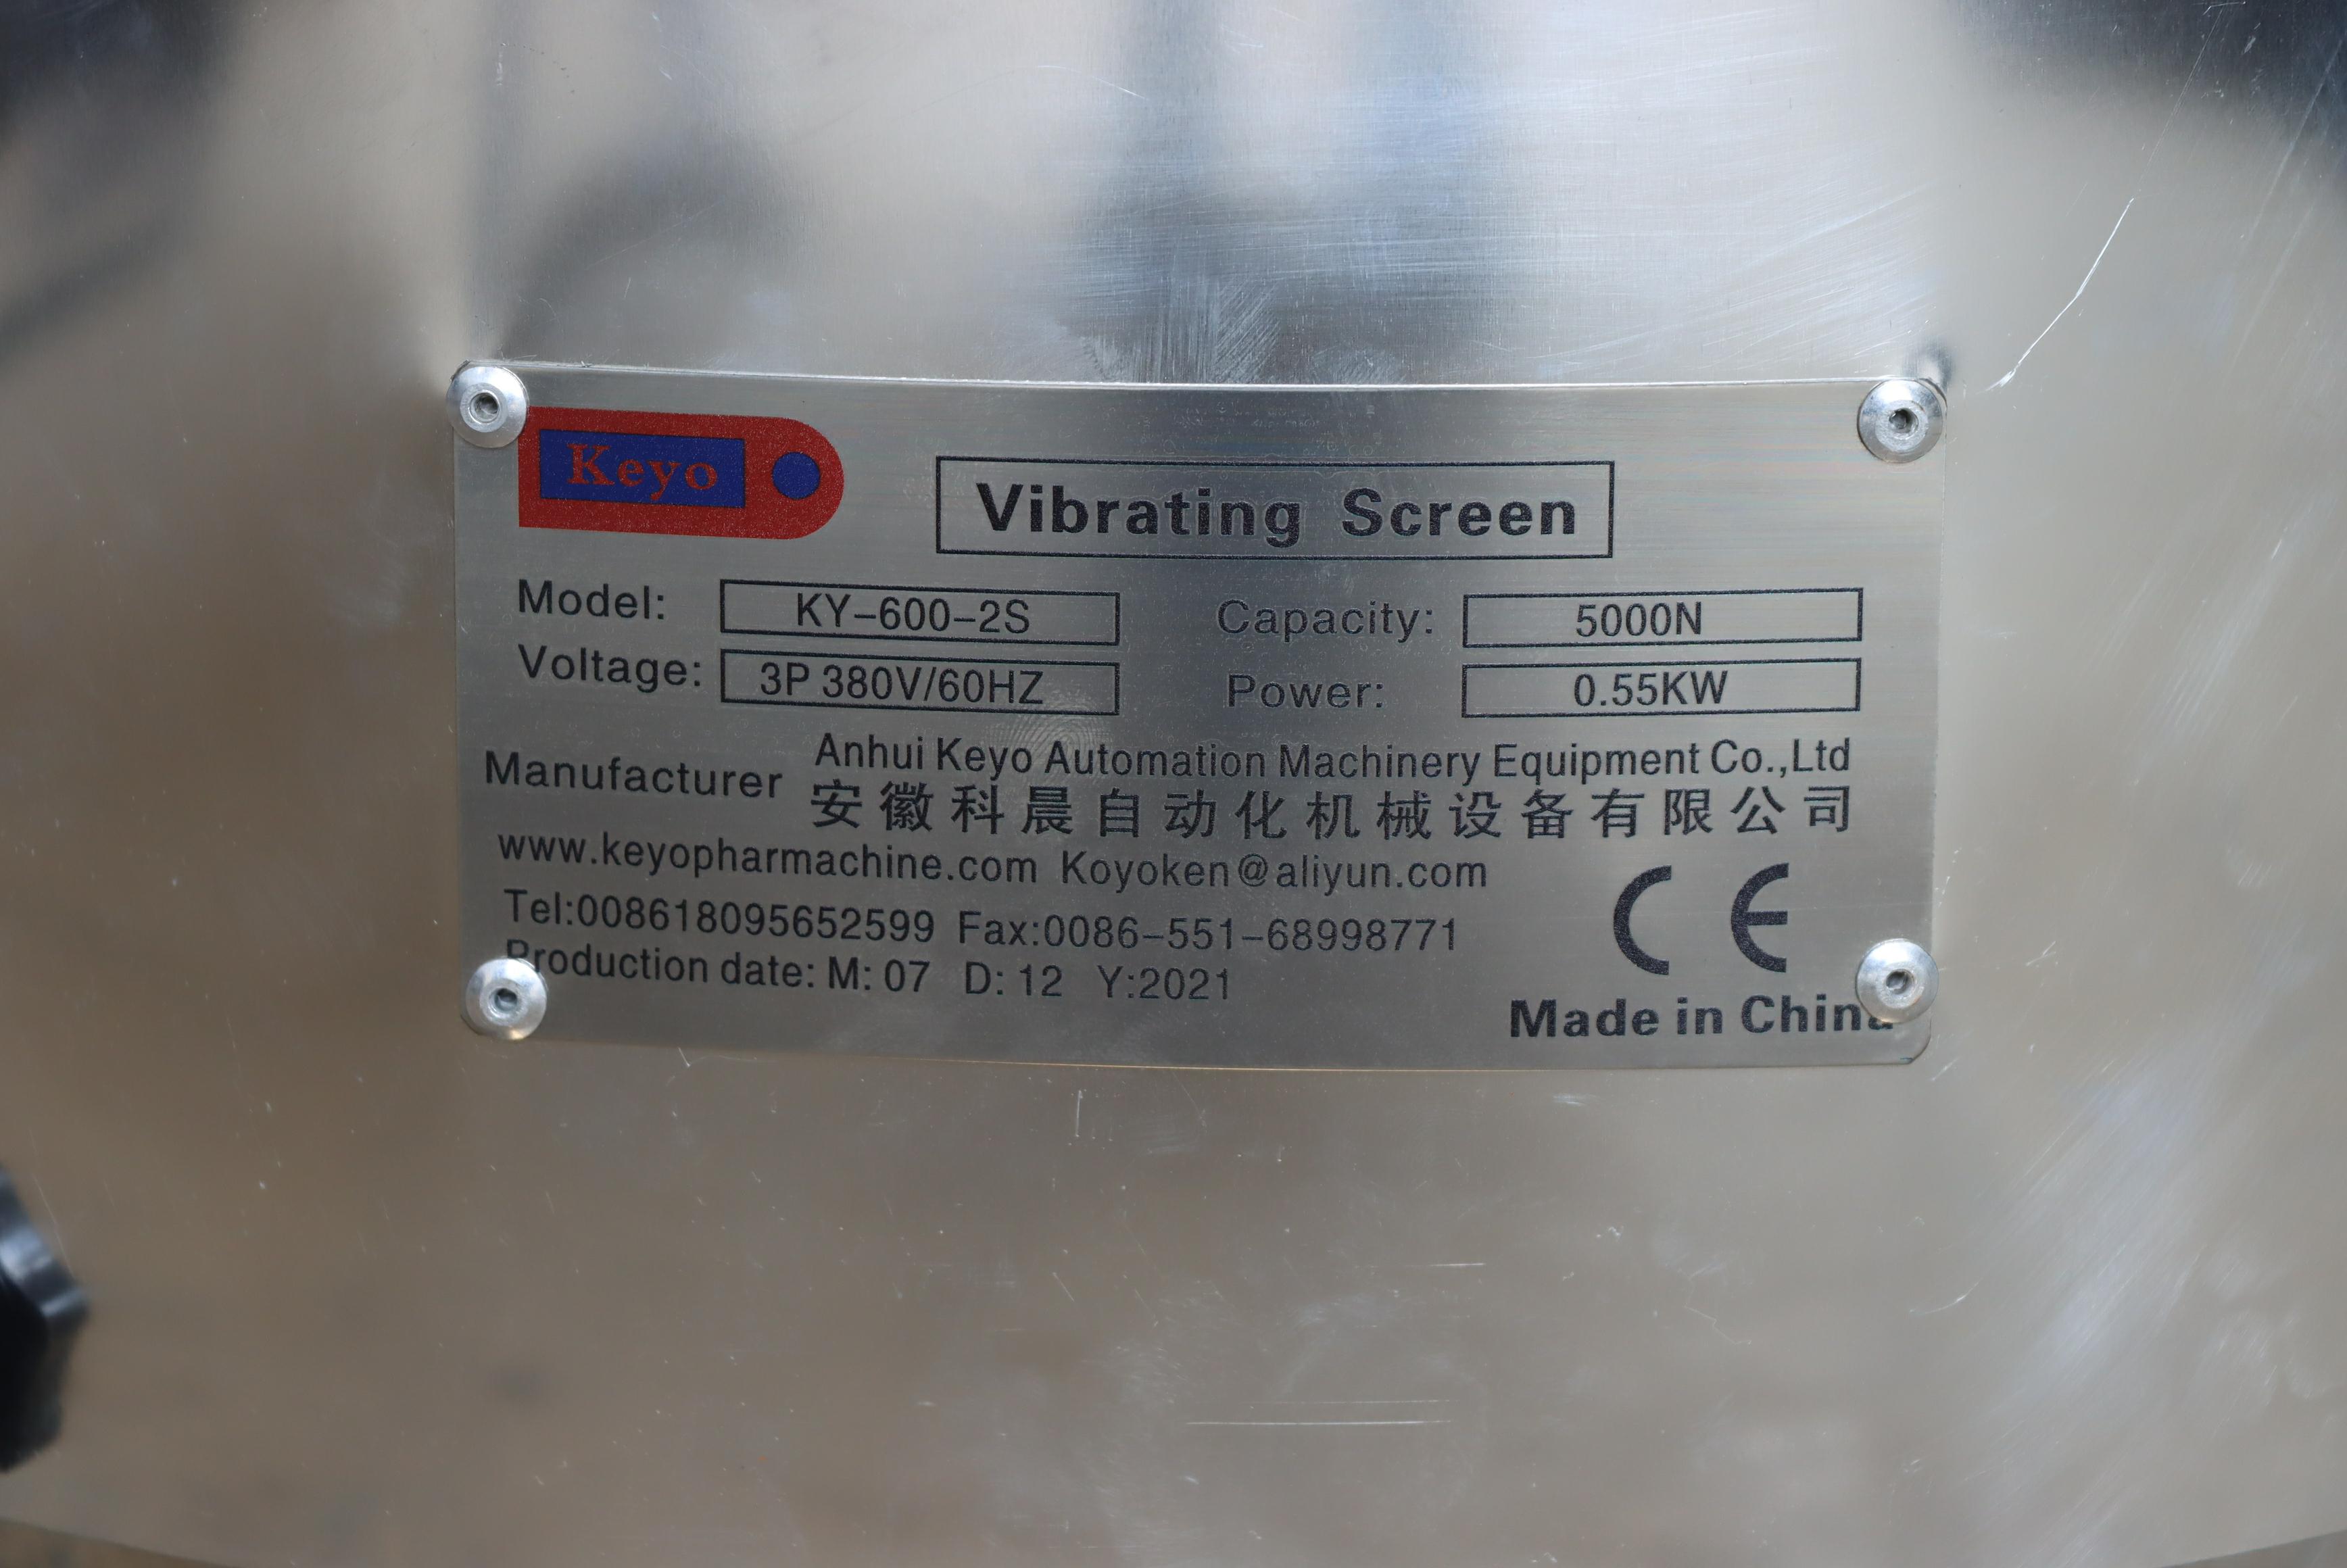 Keyo
Vibrating Screen
Model: KY-600-2S Capacity: 5000N
Voltage: 3P 380V/60HZ Power: 0.55KW
Manufacturer Anhui Keyo Automation Machinery Equipment Co.,Ltd
安徽科晨自动化机械设备有限公司
www.keyopharmachine.com Koyoken@aliyun.com
Tel:008618095652599 Fax:0086-551-68998771
Production date: M: 07 D: 12 Y:2021
CE
Made in China